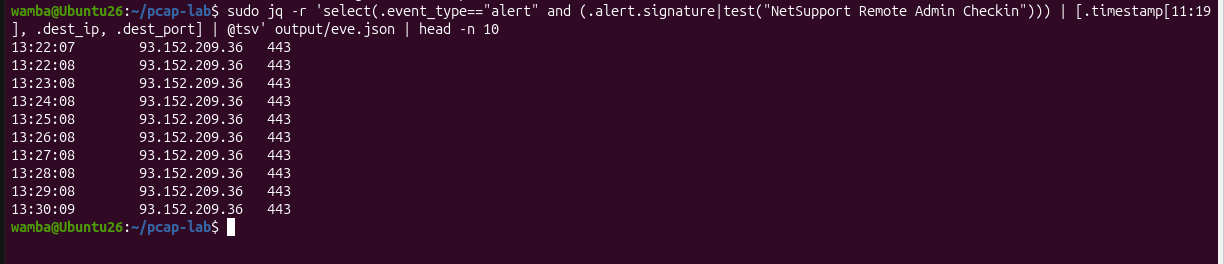 wamba@Ubuntu26:~/pcap-lab$ sudo jq -r 'select(.event_type=="alert" and (.alert.signature|test("NetSupport Remote Admin Checkin"))) | [.timestamp[11:19
], .dest_ip, .dest_port] | @tsv' output/eve.json | head -n 10
13:22:07	93.152.209.36	443
13:22:08	93.152.209.36	443
13:23:08	93.152.209.36	443
13:24:08	93.152.209.36	443
13:25:08	93.152.209.36	443
13:26:08	93.152.209.36	443
13:27:08	93.152.209.36	443
13:28:08	93.152.209.36	443
13:29:08	93.152.209.36	443
13:30:09	93.152.209.36	443
wamba@Ubuntu26:~/pcap-lab$